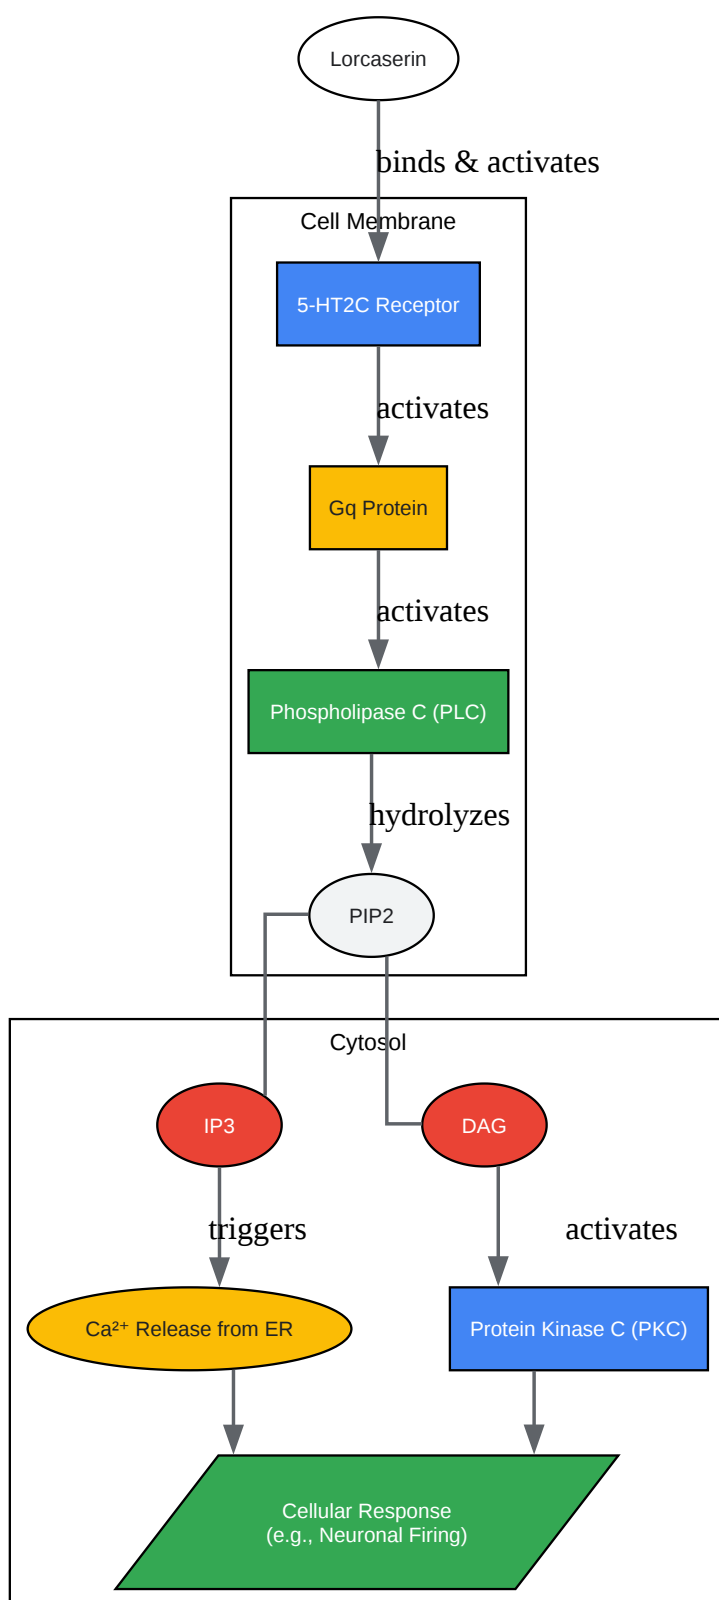 Lorcaserin
binds & activates
Cell Membrane
5-HT2C Receptor
activates
Gq Protein
activates
Phospholipase C (PLC)
hydrolyzes
PIP2
Cytosol
IP3
DAG
triggers
activates
Ca²⁺ Release from ER
Protein Kinase C (PKC)
Cellular Response
(e.g., Neuronal Firing)